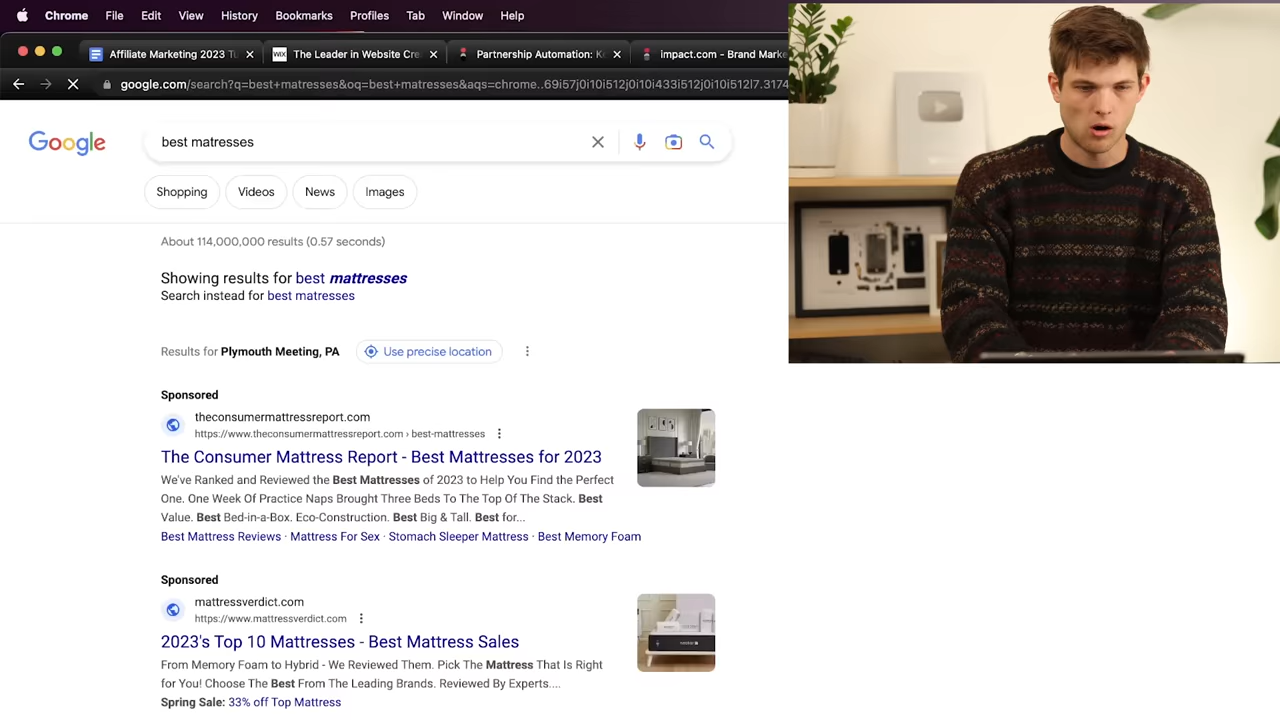 Chrome File Edit View History Bookmarks Profiles Tab Window Help
Affiliate Marketing 2023 Tu
WIX The Leader in Website Cre
Partnership Automation: Ke
impact.com - Brand Marke
google.com/search?q=best+matresses&oq=best+matresses&aqs=chrome..69i57j0i10i512j0i10i433i512j0i10i512l7.3174
Google
best matresses
Shopping Videos News Images
About 114,000,000 results (0.57 seconds)
Showing results for best mattresses
Search instead for best matresses
Results for Plymouth Meeting, PA Use precise location
Sponsored
theconsumermattressreport.com
https://www.theconsumermattressreport.com › best-mattresses
The Consumer Mattress Report - Best Mattresses for 2023
We've Ranked and Reviewed the Best Mattresses of 2023 to Help You Find the Perfect
One. One Week Of Practice Naps Brought Three Beds To The Top Of The Stack. Best
Value. Best Bed-in-a-Box. Eco-Construction. Best Big & Tall. Best for...
Best Mattress Reviews · Mattress For Sex · Stomach Sleeper Mattress · Best Memory Foam
Sponsored
mattressverdict.com
https://www.mattressverdict.com
2023's Top 10 Mattresses - Best Mattress Sales
From Memory Foam to Hybrid - We Reviewed Them. Pick The Mattress That Is Right
for You! Choose The Best From The Leading Brands. Reviewed By Experts....
Spring Sale: 33% off Top Mattress